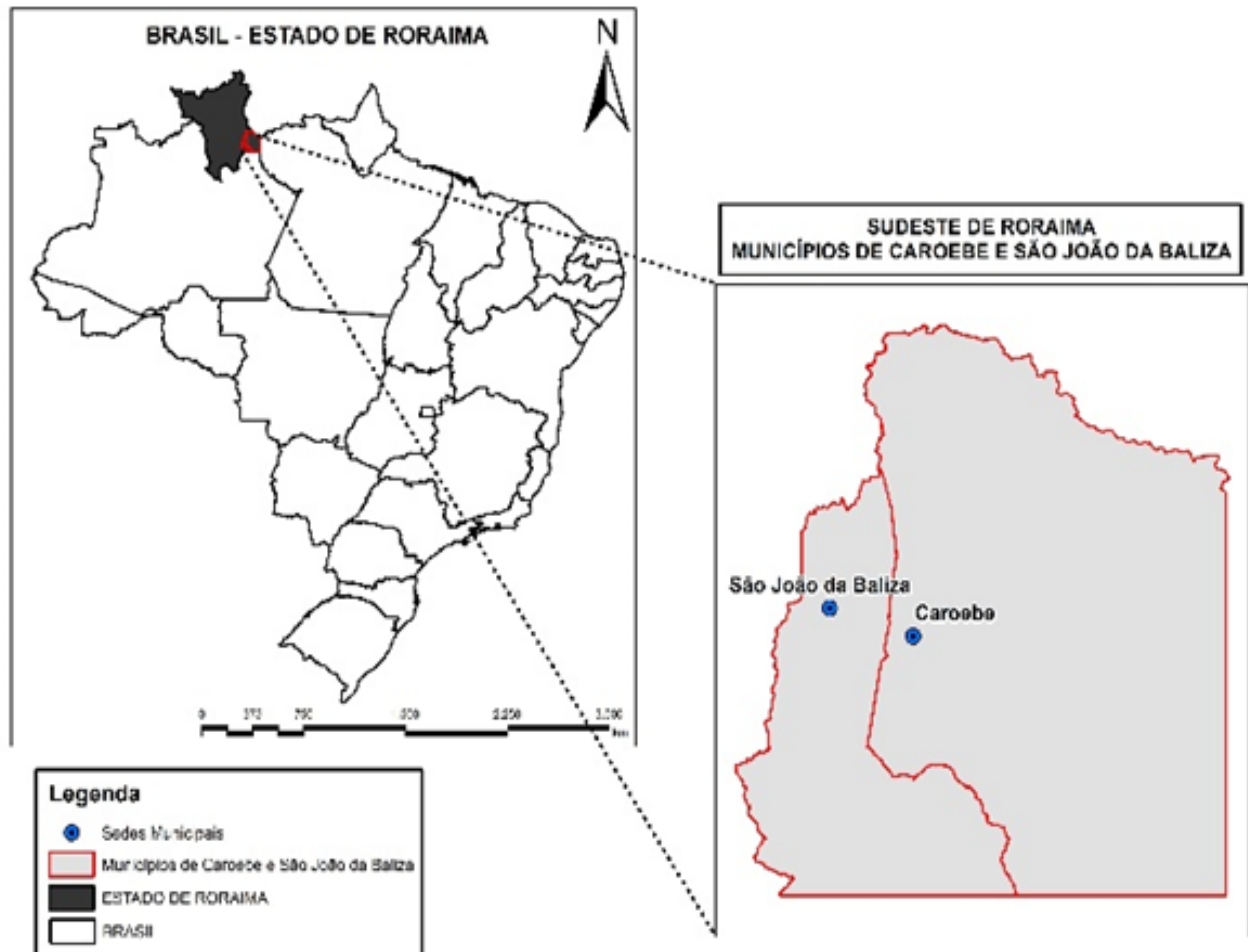 BRASIL - ESTADO DE RORAIMA
N
SUDESTE DE RORAIMA
MUNICÍPIOS DE CAROEBE E SÃO JOÃO DA BALIZA
São João da Baliza
Caroebe
0
km
Legenda
Sedes Municipais
Municípios de Caroebe e São João da Baliza
ESTADO DE RORAIMA
BRASIL